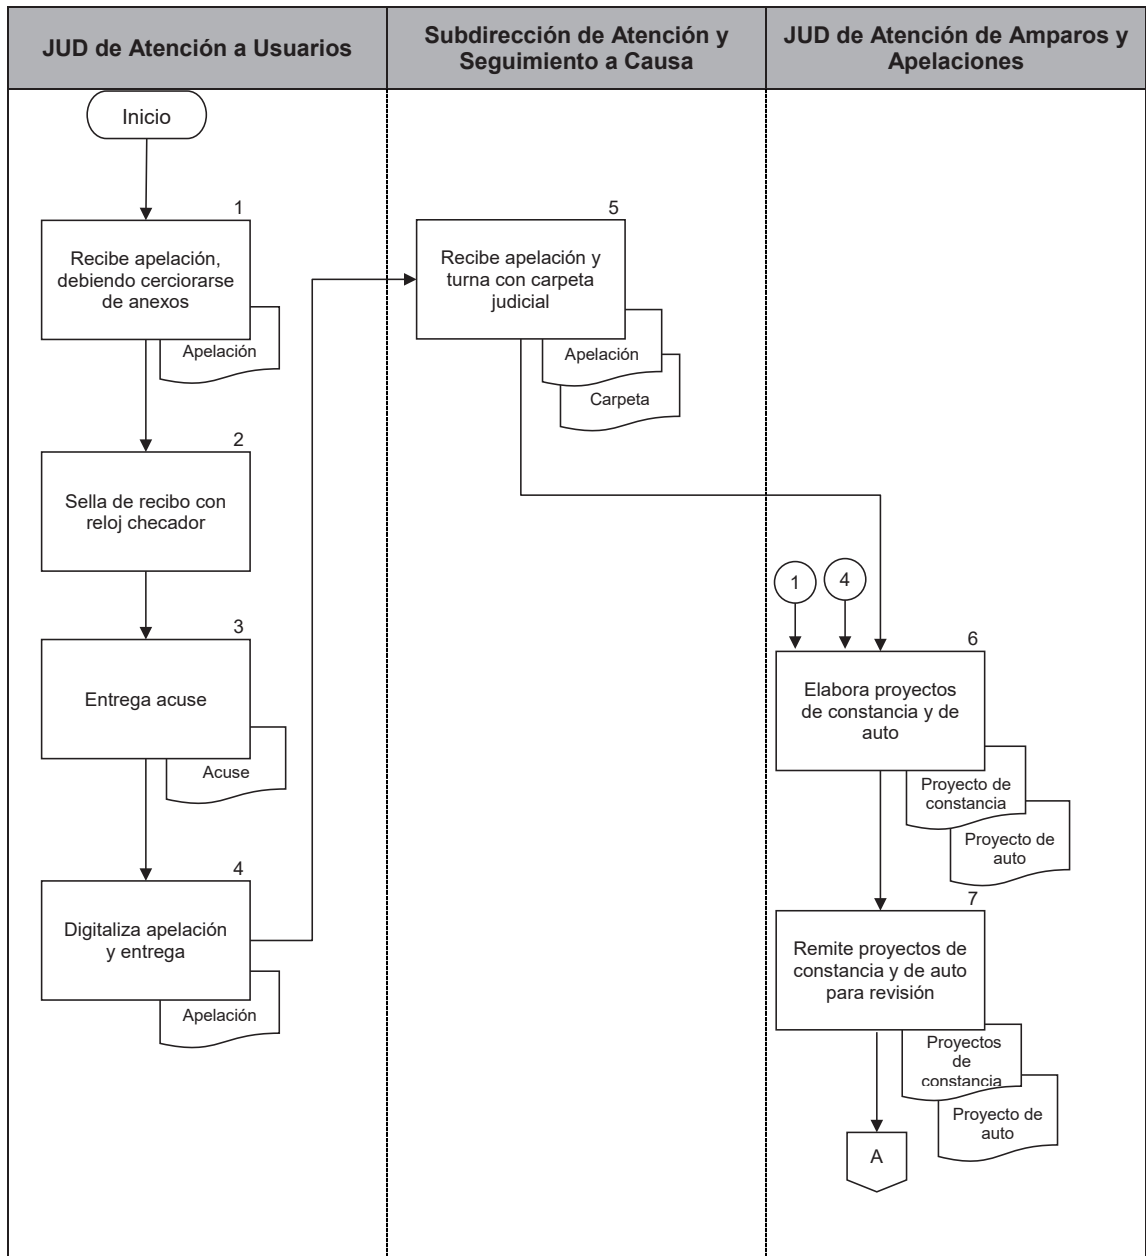 JUD de Atención a Usuarios
Subdirección de Atención y
Seguimiento a Causa
JUD de Atención de Amparos y
Apelaciones
Inicio
1
Recibe apelación,
debiendo cerciorarse
de anexos
Apelación
2
Sella de recibo con
reloj checador
3
Entrega acuse
Acuse
4
Digitaliza apelación
y entrega
Apelación
5
Recibe apelación y
turna con carpeta
judicial
Apelación
Carpeta
1
4
6
Elabora proyectos
de constancia y de
auto
Proyecto de
constancia
Proyecto de
auto
7
Remite proyectos de
constancia y de auto
para revisión
Proyectos
de
constancia
Proyecto de
auto
A